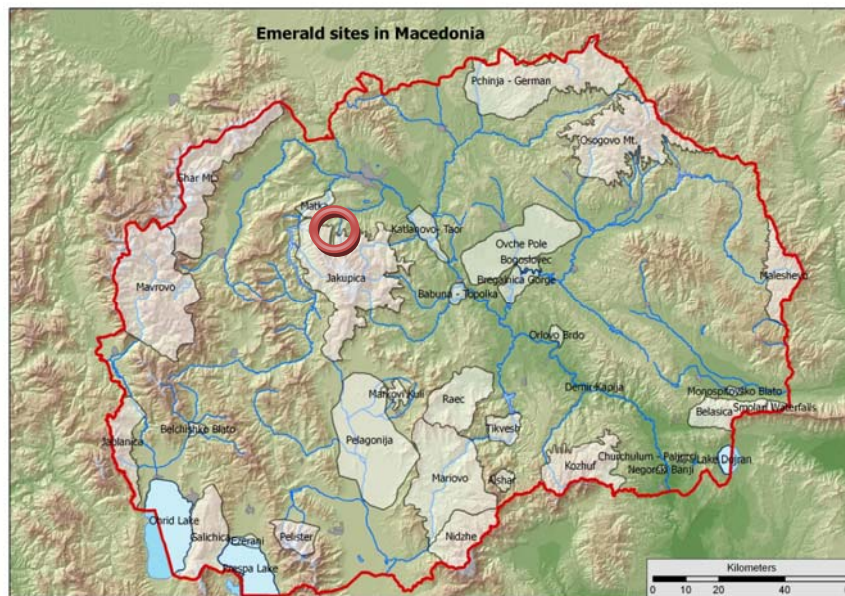 Emerald sites in Macedonia
Pchinja - German
Osogovo Mt.
Shar Mt.
Matka
Katlanovo- Taor
Ovche Pole
Bogoslovec
Maleshevo
Mavrovo
Jakupica
Bregalnica Gorge
Babuna - Topolka
Orlovo Brdo
Markovi Kuli
Raec
Demir Kapija
Monospitovsko Blato
Belasica
Smolari Waterfalls
Jablanica
Belchishko Blato
Pelagonija
Tikvesh
Mariovo
Churchulum -
Lake Dojran
Kozhuf
Negorski Banji
Alshar
Ohrid Lake
Galichica
Ezerani
Pelister
Nidzhe
Prespa Lake
Kilometers
0 10 20 40